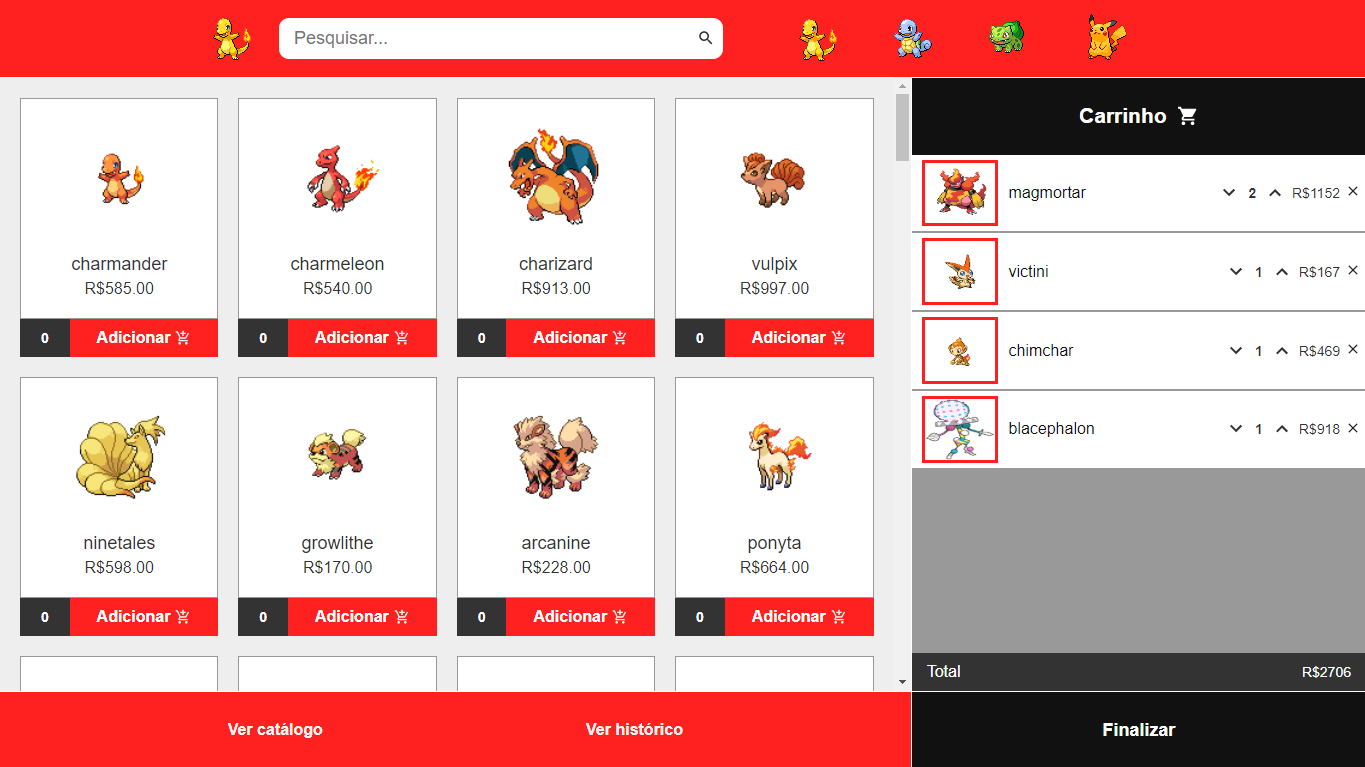 Pesquisar...
charmander
R$585.00
0 Adicionar
charmeleon
R$540.00
0 Adicionar
charizard
R$913.00
0 Adicionar
vulpix
R$997.00
0 Adicionar
ninetales
R$598.00
0 Adicionar
growlithe
R$170.00
0 Adicionar
arcanine
R$228.00
0 Adicionar
ponyta
R$664.00
0 Adicionar
Carrinho
magmortar 2 R$1152 ×
victini 1 R$167 ×
chimchar 1 R$469 ×
blacephalon 1 R$918 ×
Total R$2706
Ver catálogo
Ver histórico
Finalizar